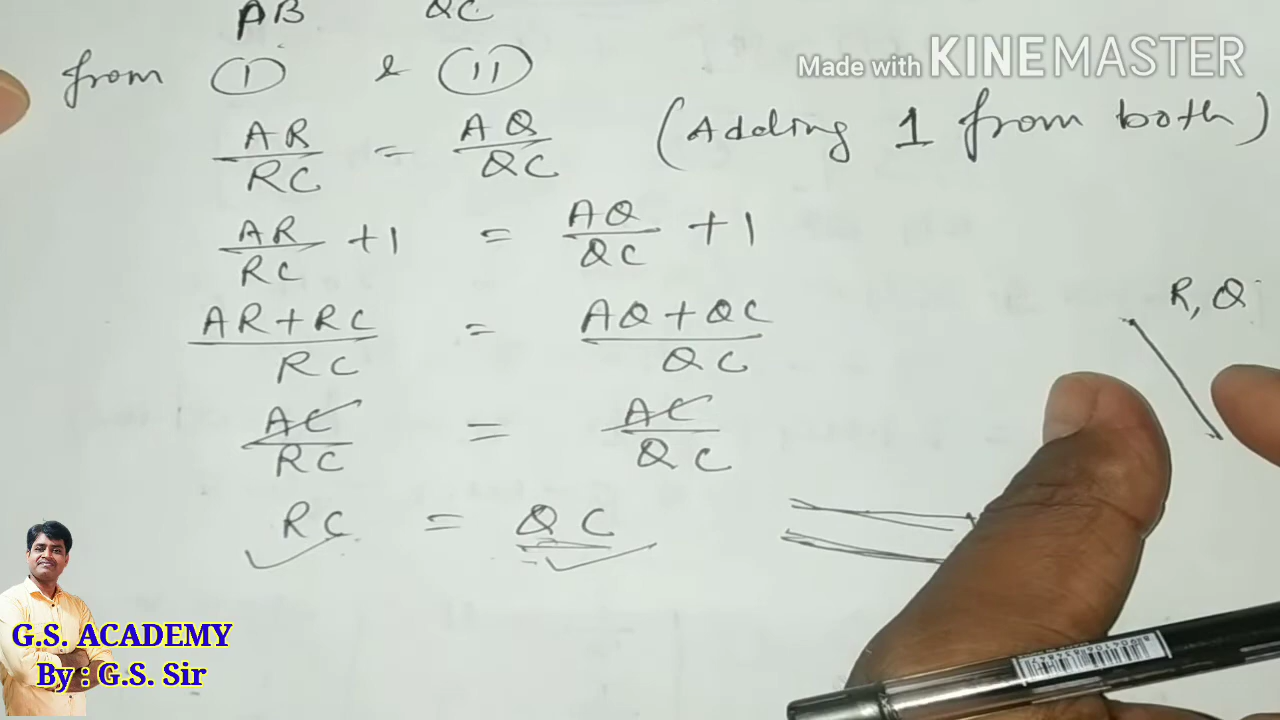 AB QC
from (I) & (II)
Made with KINEMASTER
AR/RC = AQ/QC (Adding 1 from both)
AR/RC +1 = AQ/QC +1
R, Q
AR+RC/RC = AQ+QC/QC
AC/RC = AC/QC
RC = QC
G.S. ACADEMY
By : G.S. Sir